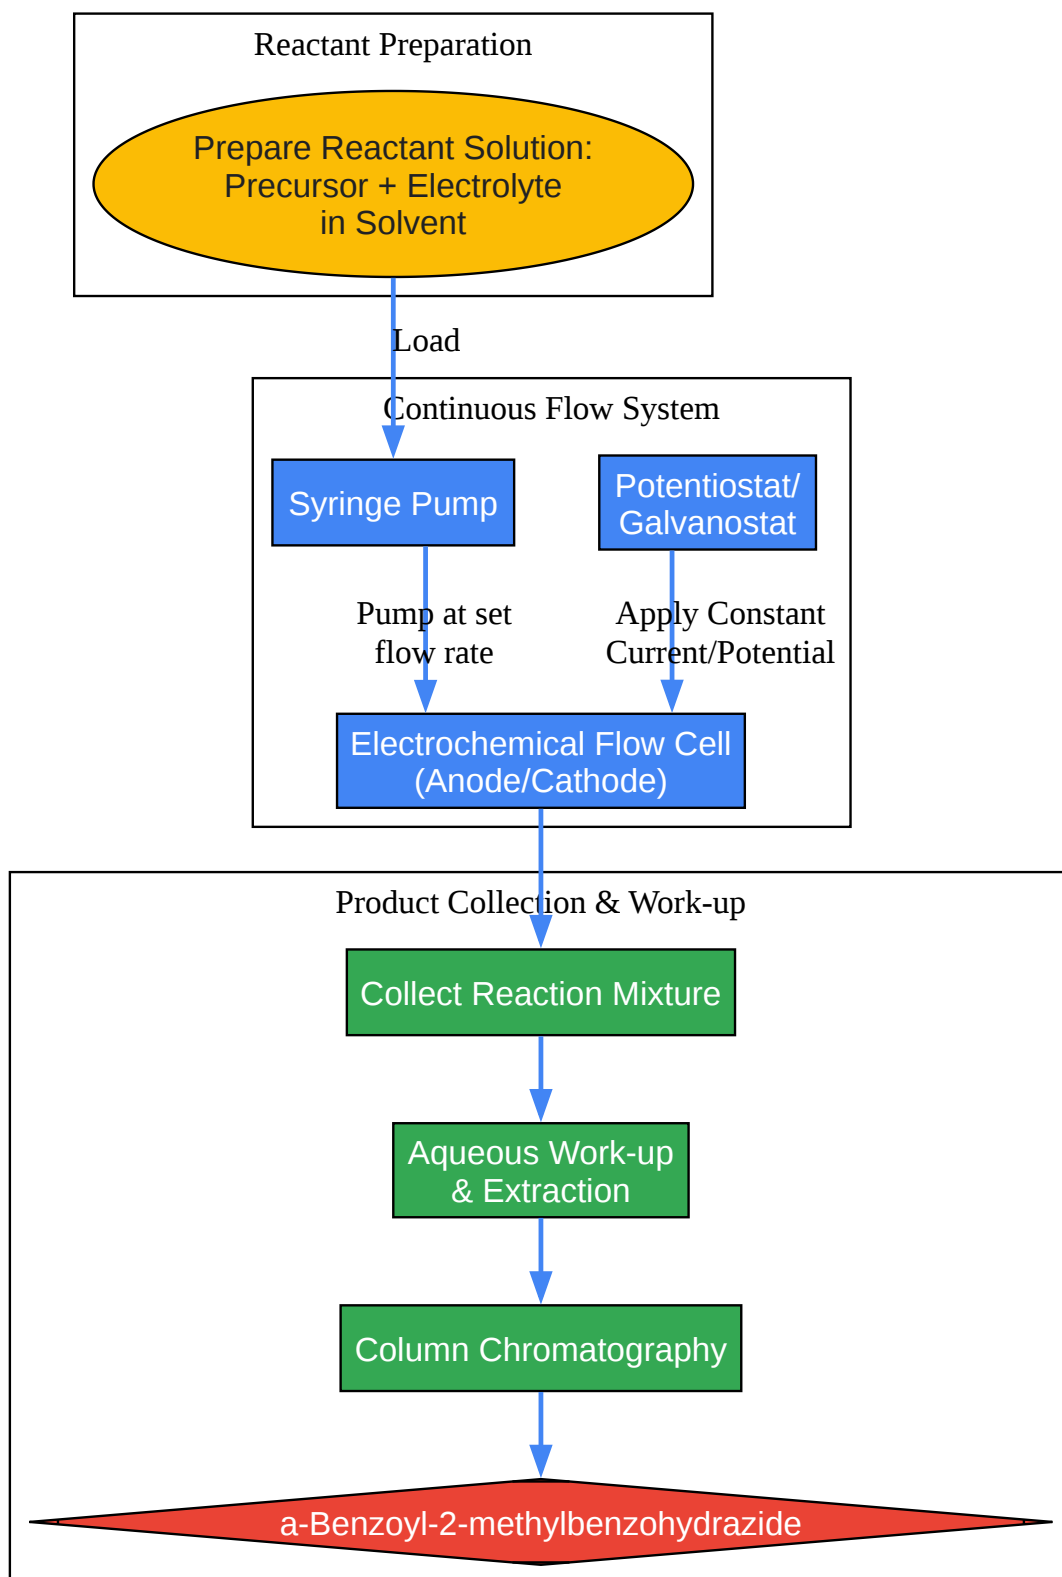 Reactant Preparation
Prepare Reactant Solution:
Precursor + Electrolyte
in Solvent
Load
Continuous Flow System
Syringe Pump
Potentiostat/
Galvanostat
Pump at set
flow rate
Apply Constant
Current/Potential
Electrochemical Flow Cell
(Anode/Cathode)
Product Collection & Work-up
Collect Reaction Mixture
Aqueous Work-up
& Extraction
Column Chromatography
a-Benzoyl-2-methylbenzohydrazide